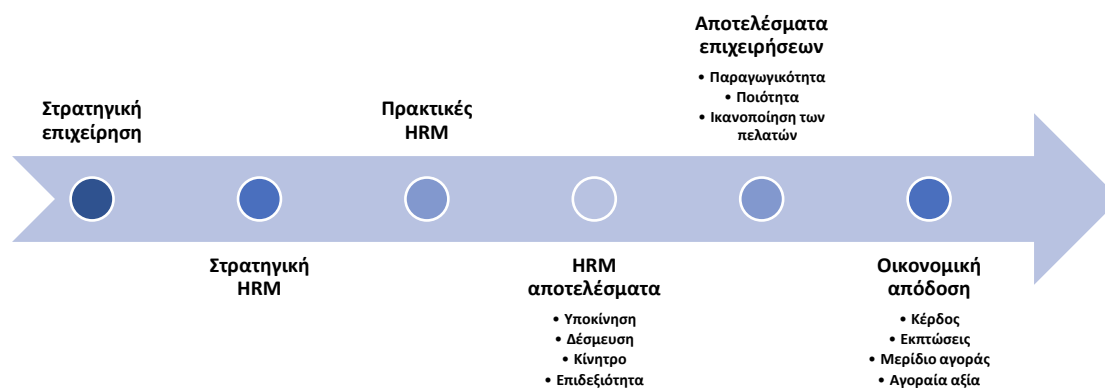 Στρατηγική
επιχείρηση
Στρατηγική
HRM
Πρακτικές
HRM
HRM
αποτελέσματα
• Υποκίνηση
• Δέσμευση
• Κίνητρο
• Επιδεξιότητα
Αποτελέσματα
επιχειρήσεων
• Παραγωγικότητα
• Ποιότητα
• Ικανοποίηση των
πελατών
Οικονομική
απόδοση
• Κέρδος
• Εκπτώσεις
• Μερίδιο αγοράς
• Αγοραία αξία